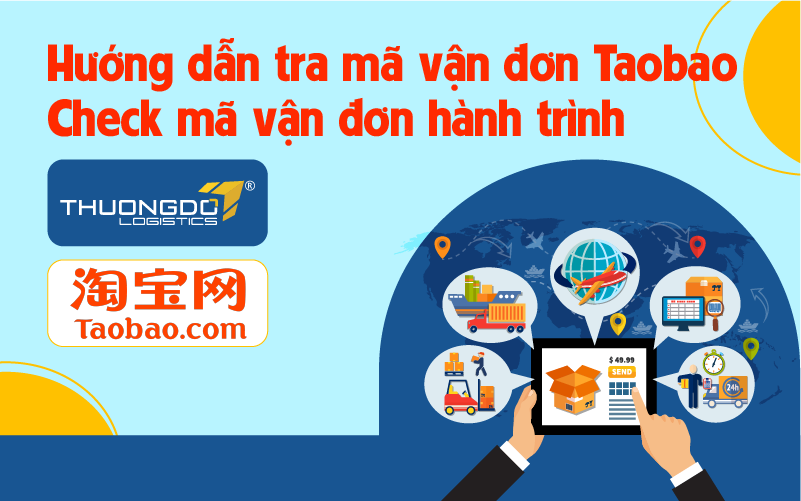 Hướng dẫn tra mã vận đơn Taobao
Check mã vận đơn hành trình
THUONGDO ®
LOGISTICS
淘宝网
Taobao.com
$ 49.99
SEND
24h